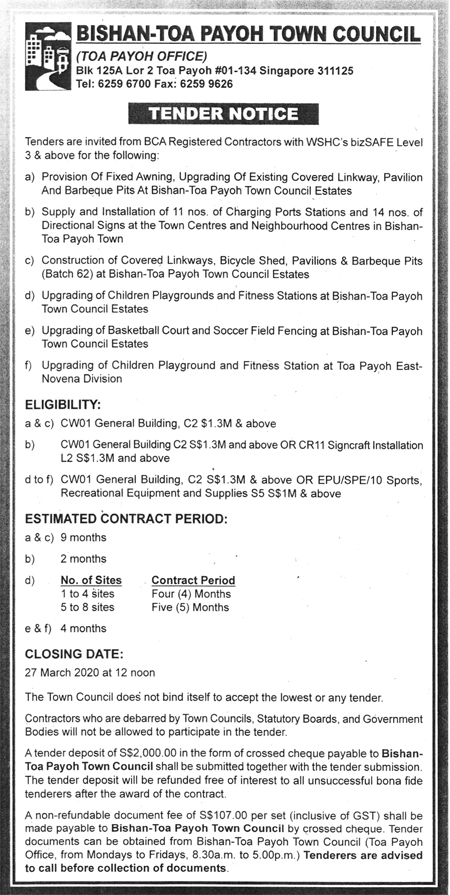 BISHAN-TOA PAYOH TOWN COUNCIL
(TOA PAYOH OFFICE)
Blk 125A Lor 2 Toa Payoh #01-134 Singapore 311125
Tel: 6259 6700 Fax: 6259 9626
TENDER NOTICE
Tenders are invited from BCA Registered Contractors with WSHC's bizSAFE Level
3 & above for the following:
a) Provision Of Fixed Awning, Upgrading Of Existing Covered Linkway, Pavilion
And Barbeque Pits At Bishan-Toa Payoh Town Council Estates
b) Supply and Installation of 11 nos. of Charging Ports Stations and 14 nos. of
Directional Signs at the Town Centres and Neighbourhood Centres in Bishan-
Toa Payoh Town
c) Construction of Covered Linkways, Bicycle Shed, Pavilions & Barbeque Pits
(Batch 62) at Bishan-Toa Payoh Town Council Estates
d) Upgrading of Children Playgrounds and Fitness Stations at Bishan-Toa Payoh
Town Council Estates
e) Upgrading of Basketball Court and Soccer Field Fencing at Bishan-Toa Payoh
Town Council Estates
f) Upgrading of Children Playground and Fitness Station at Toa Payoh East-
Novena Division
ELIGIBILITY:
a & c) CW01 General Building, C2 $1.3M & above
b) CW01 General Building C2 S$1.3M and above OR CR11 Signcraft Installation
L2 S$1.3M and above
d to f) CW01 General Building, C2 S$1.3M & above OR EPU/SPE/10 Sports,
Recreational Equipment and Supplies S5 S$1M & above
ESTIMATED CONTRACT PERIOD:
a & c) 9 months
b) 2 months
d) No. of Sites Contract Period
1 to 4 sites Four (4) Months
5 to 8 sites Five (5) Months
e & f) 4 months
CLOSING DATE:
27 March 2020 at 12 noon
The Town Council does not bind itself to accept the lowest or any tender.
Contractors who are debarred by Town Councils, Statutory Boards, and Government
Bodies will not be allowed to participate in the tender.
A tender deposit of S$2,000.00 in the form of crossed cheque payable to Bishan-
Toa Payoh Town Council shall be submitted together with the tender submission.
The tender deposit will be refunded free of interest to all unsuccessful bona fide
tenderers after the award of the contract.
A non-refundable document fee of S$107.00 per set (inclusive of GST) shall be
made payable to Bishan-Toa Payoh Town Council by crossed cheque. Tender
documents can be obtained from Bishan-Toa Payoh Town Council (Toa Payoh
Office, from Mondays to Fridays, 8.30a.m. to 5.00p.m.) Tenderers are advised
to call before collection of documents.